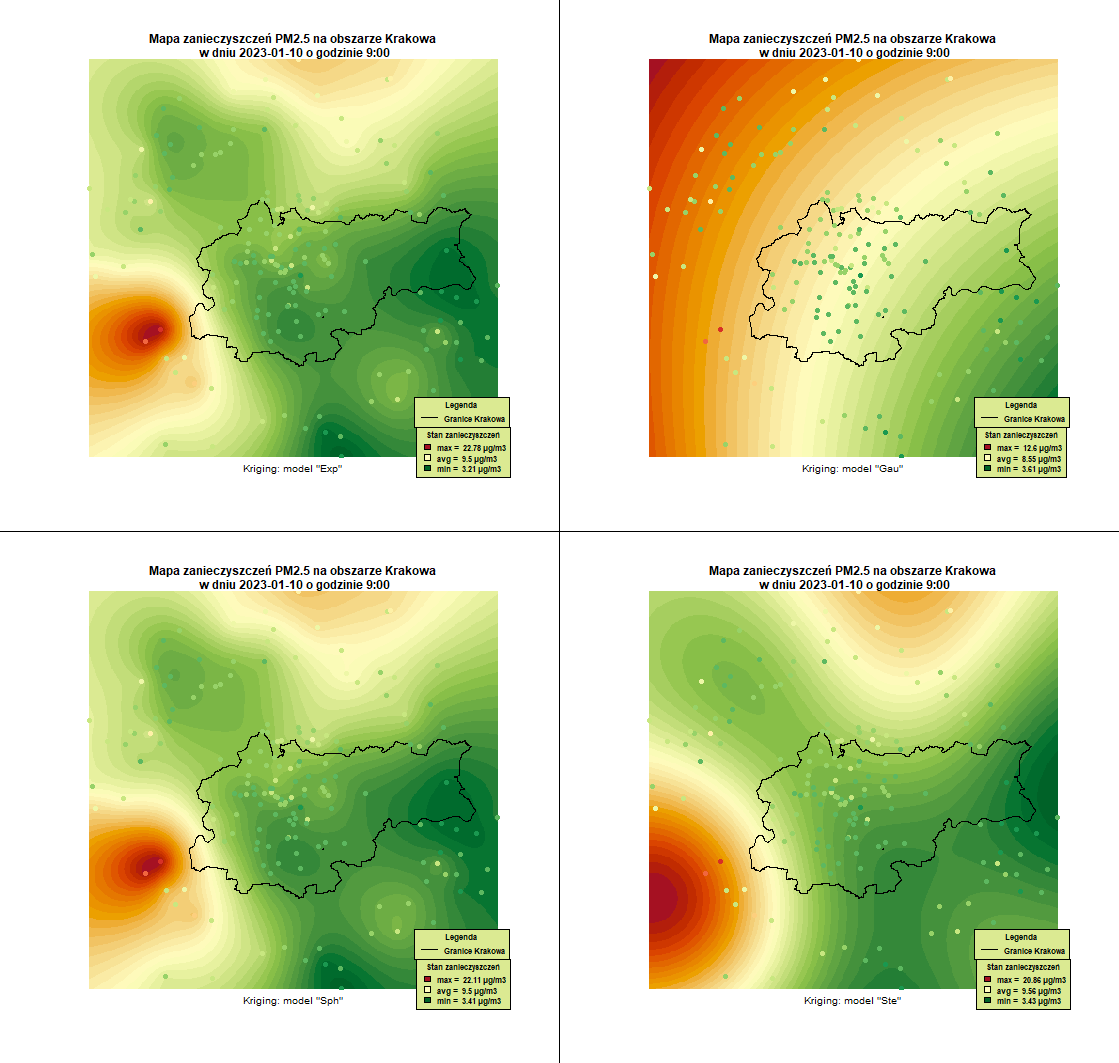 Mapa zanieczyszczeń PM2.5 na obszarze Krakowa
w dniu 2023-01-10 o godzinie 9:00
Legenda
Granice Krakowa
Stan zanieczyszczeń
max = 22.78 µg/m3
avg = 9.5 µg/m3
min = 3.21 µg/m3
Kriging: model "Exp"
Mapa zanieczyszczeń PM2.5 na obszarze Krakowa
w dniu 2023-01-10 o godzinie 9:00
Legenda
Granice Krakowa
Stan zanieczyszczeń
max = 12.6 µg/m3
avg = 8.55 µg/m3
min = 3.61 µg/m3
Kriging: model "Gau"
Mapa zanieczyszczeń PM2.5 na obszarze Krakowa
w dniu 2023-01-10 o godzinie 9:00
Legenda
Granice Krakowa
Stan zanieczyszczeń
max = 22.11 µg/m3
avg = 9.5 µg/m3
min = 3.41 µg/m3
Kriging: model "Sph"
Mapa zanieczyszczeń PM2.5 na obszarze Krakowa
w dniu 2023-01-10 o godzinie 9:00
Legenda
Granice Krakowa
Stan zanieczyszczeń
max = 20.86 µg/m3
avg = 9.56 µg/m3
min = 3.43 µg/m3
Kriging: model "Ste"